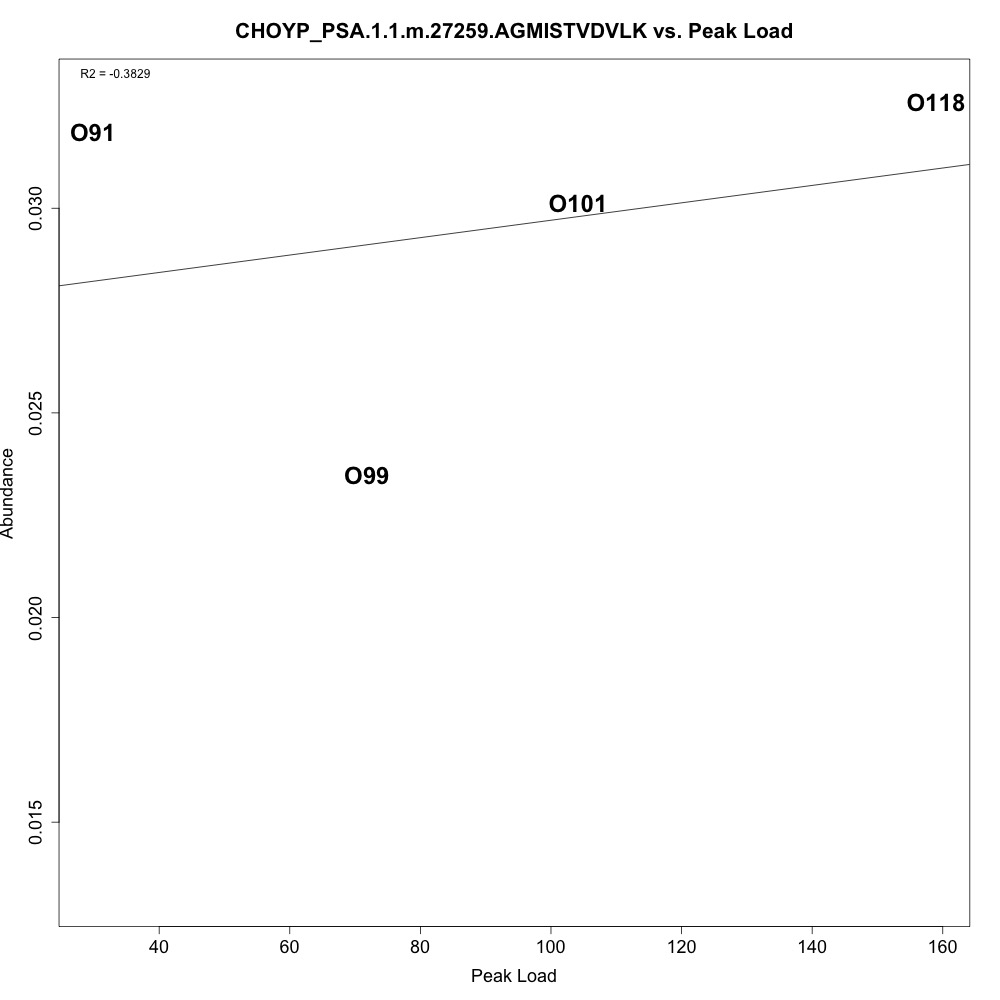 CHOYP_PSA.1.1.m.27259.AGMISTVDVLK vs. Peak Load
R2 = -0.3829
O118
O91
O101
O99
0.030
0.025
0.020
0.015
Abundance
40 60 80 100 120 140 160
Peak Load